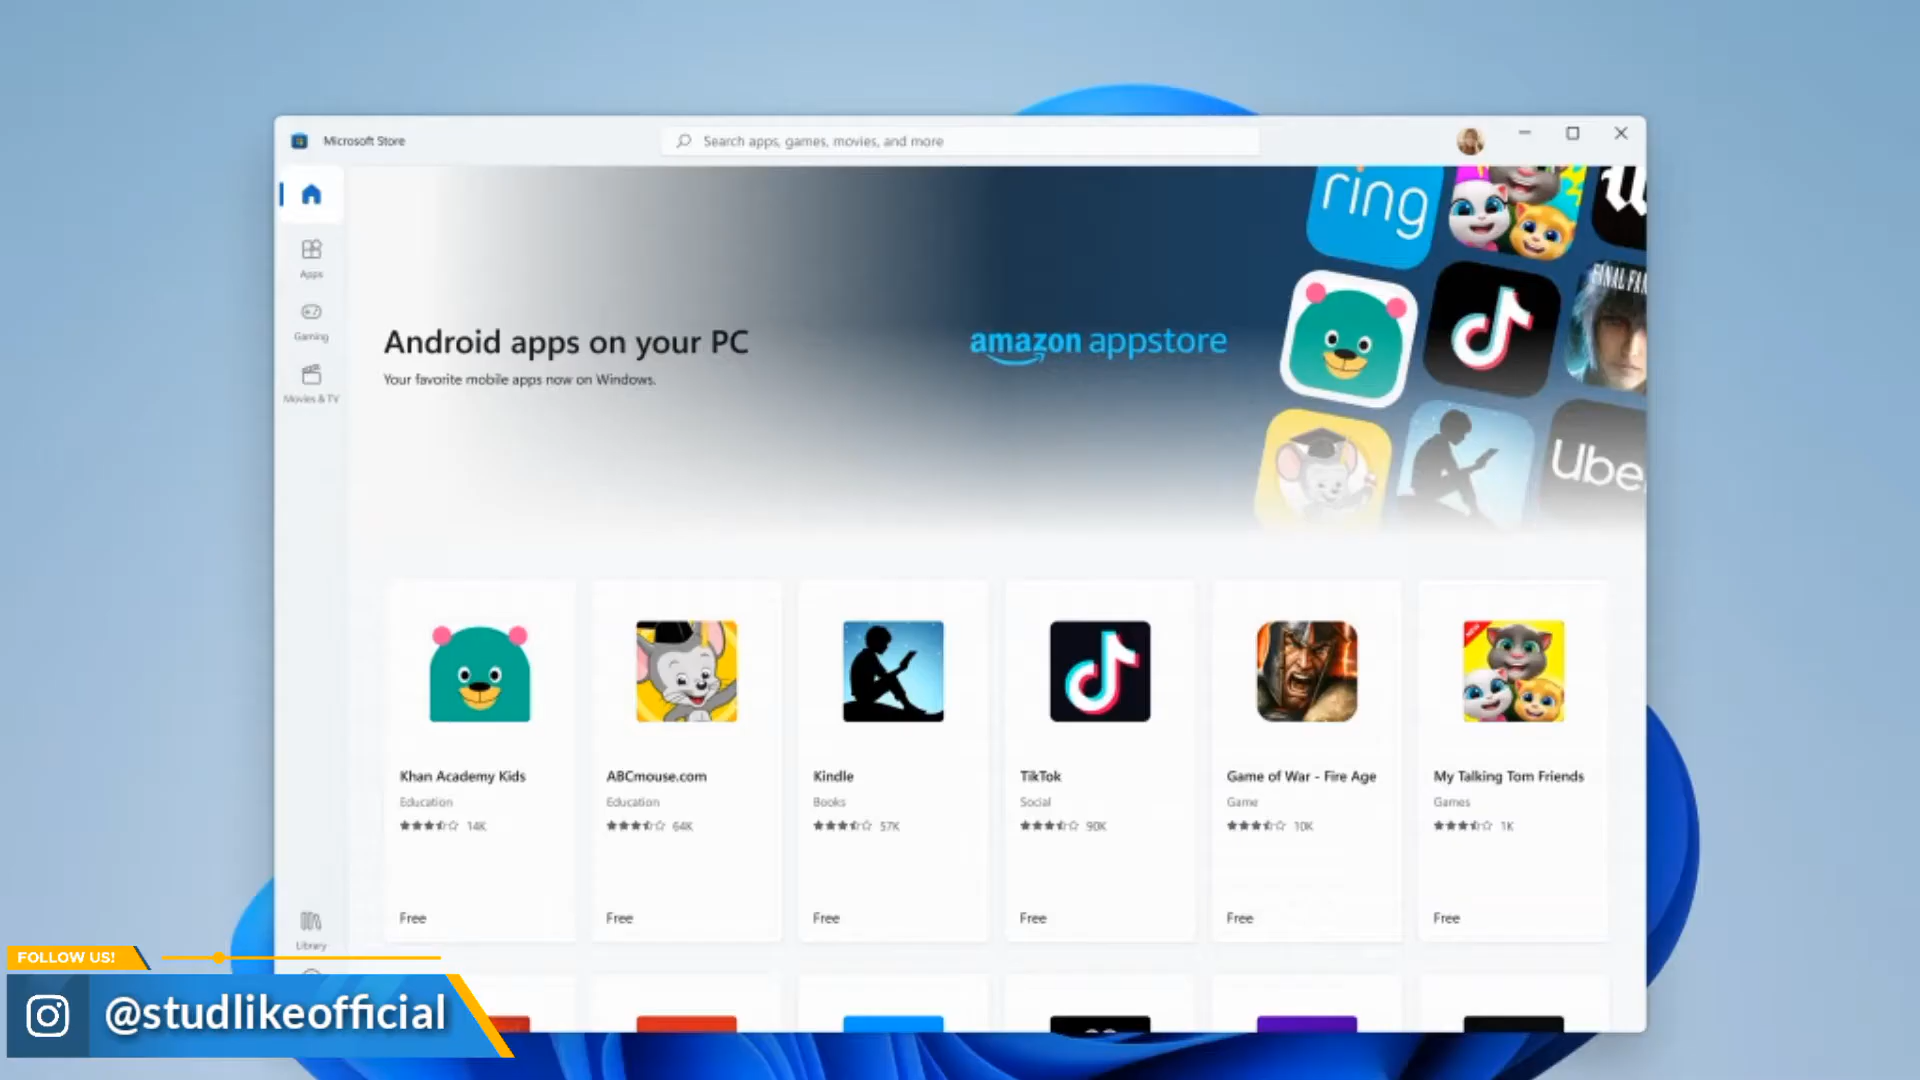 Microsoft Store
Search apps, games, movies, and more
Apps
Gaming
Movies & TV
Android apps on your PC
Your favorite mobile apps now on Windows.
amazon appstore
ring
FINAL FAN
Ube
Khan Academy Kids
Education
14K
Free
ABCmouse.com
Education
64K
Free
Kindle
Books
57K
Free
TikTok
Social
90K
Free
Game of War - Fire Age
Game
10K
Free
NEW
My Talking Tom Friends
Games
1K
Free
Library
FOLLOW US!
@studlikeofficial